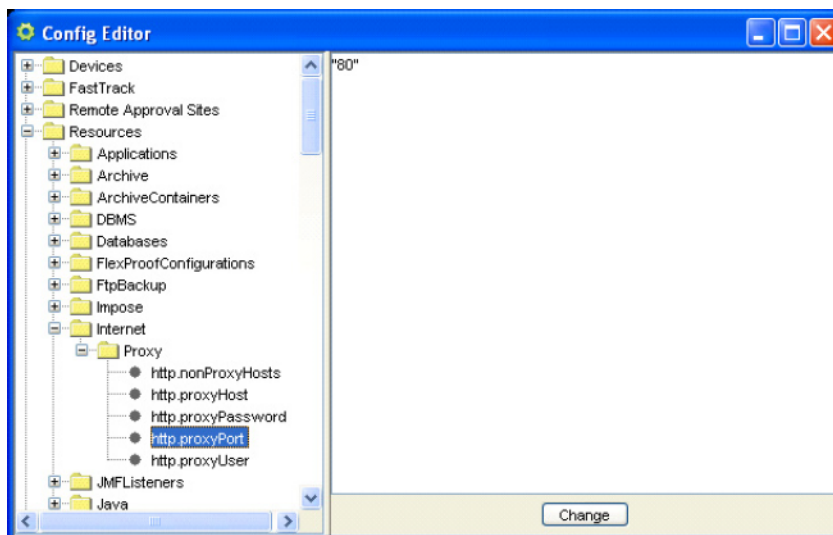 Config Editor
Devices
FastTrack
Remote Approval Sites
Resources
Applications
Archive
ArchiveContainers
DBMS
Databases
FlexProofConfigurations
FtpBackup
Impose
Internet
Proxy
http.nonProxyHosts
http.proxyHost
http.proxyPassword
http.proxyPort
http.proxyUser
JMFListeners
Java
"80"
Change